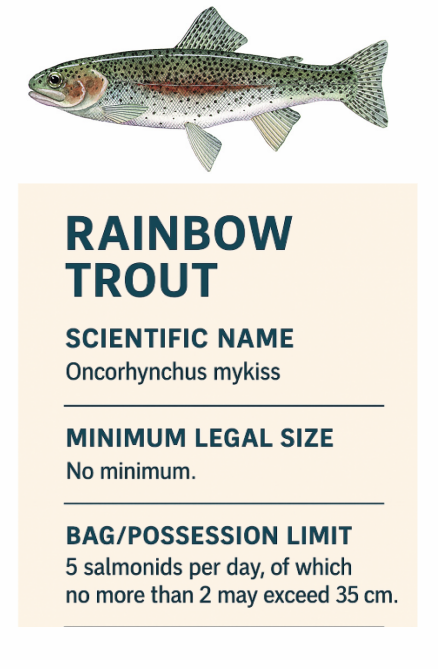 RAINBOW
TROUT
SCIENTIFIC NAME
Oncorhynchus mykiss
MINIMUM LEGAL SIZE
No minimum.
BAG/POSSESSION LIMIT
5 salmonids per day, of which
no more than 2 may exceed 35 cm.